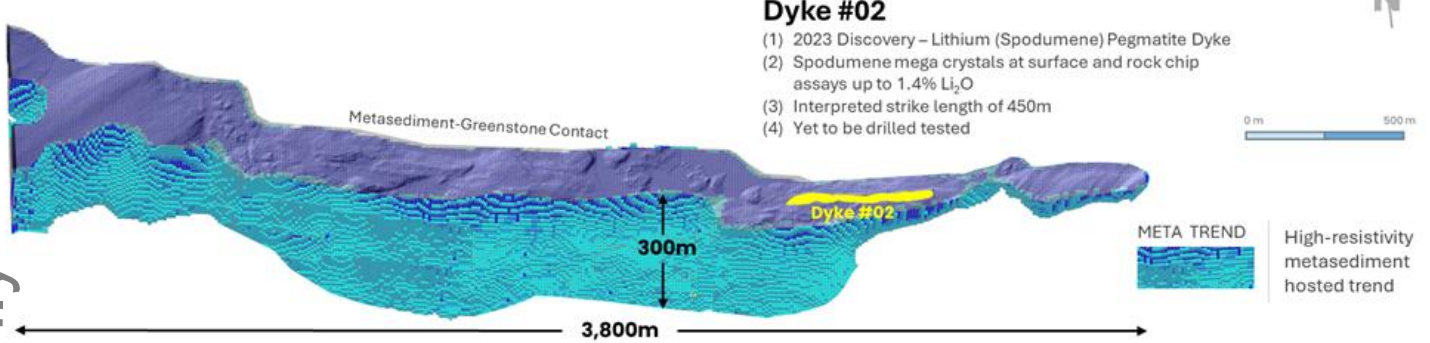 Dyke #02
(1) 2023 Discovery – Lithium (Spodumene) Pegmatite Dyke
(2) Spodumene mega crystals at surface and rock chip
assays up to 1.4% Li₂O
(3) Interpreted strike length of 450m
(4) Yet to be drilled tested
N
0 m 500 m
Metasediment-Greenstone Contact
Dyke #02
300m
META TREND
High-resistivity
metasediment
hosted trend
3,800m